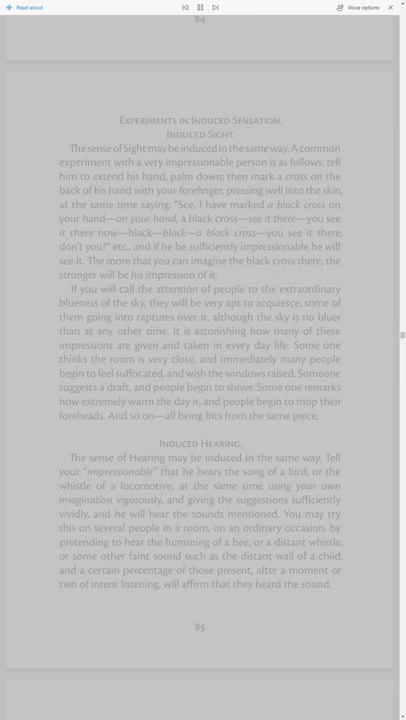 Read aloud
Voice options
84
Experiments in Induced Sensation.
Induced Sight.
The sense of Sight may be induced in the same way. A common
experiment with a very impressionable person is as follows: tell
him to extend his hand, palm down; then mark a cross on the
back of his hand with your forefinger, pressing well into the skin,
at the same time saying: "See, I have marked a black cross on
your hand—on your hand, a black cross—see it there—you see
it there now—black—black—a black cross—you see it there,
don't you?" etc., and if he be sufficiently impressionable he will
see it. The more that you can imagine the black cross there, the
stronger will be his impression of it.
If you will call the attention of people to the extraordinary
blueness of the sky, they will be very apt to acquiesce, some of
them going into raptures over it, although the sky is no bluer
than at any other time. It is astonishing how many of these
impressions are given and taken in every day life. Some one
thinks the room is very close, and immediately many people
begin to feel suffocated, and wish the windows raised. Someone
suggests a draft, and people begin to shiver. Some one remarks
how extremely warm the day is, and people begin to mop their
foreheads. And so on—all being bits from the same piece.
Induced Hearing.
The sense of Hearing may be induced in the same way. Tell
your "impressionable" that he hears the song of a bird, or the
whistle of a locomotive, at the same time using your own
imagination vigorously, and giving the suggestions sufficiently
vividly, and he will hear the sounds mentioned. You may try
this on several people in a room, on an ordinary occasion, by
pretending to hear the humming of a bee, or a distant whistle,
or some other faint sound such as the distant wail of a child,
and a certain percentage of those present, after a moment or
two of intent listening, will affirm that they heard the sound.
85